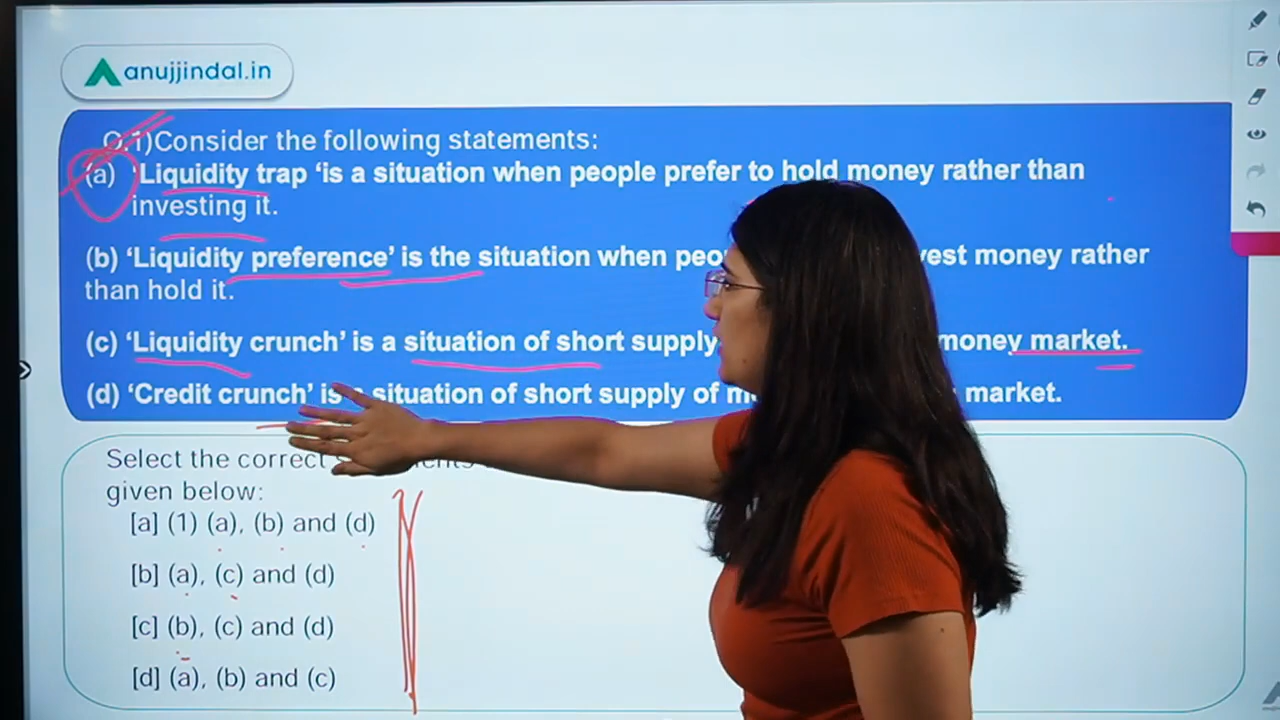 anujjindal.in
Q.1)Consider the following statements:
(a) 'Liquidity trap 'is a situation when people prefer to hold money rather than
investing it.
(b) 'Liquidity preference' is the situation when money rather
than hold it.
(c) 'Liquidity crunch' is a situation of short supply money market.
(d) 'Credit crunch' is situation of short supply of market.
Select the correct
given below:
[a] (1) (a), (b) and (d)
[b] (a), (c) and (d)
[c] (b), (c) and (d)
[d] (a), (b) and (c)